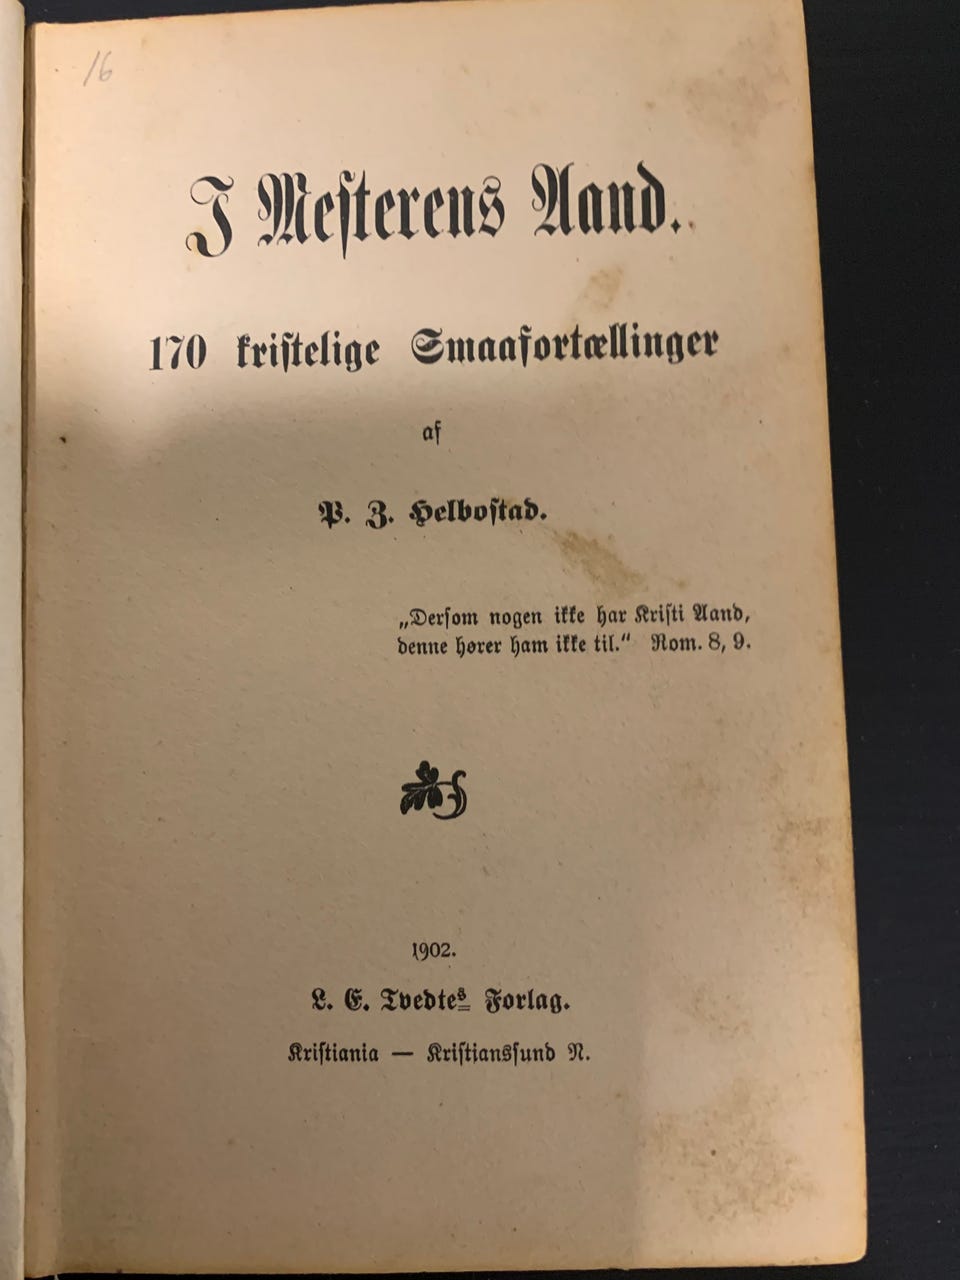 16
I Mesterens Aand.
170 kristelige Smaafortællinger
af
P. Z. Helbostad.
„Dersom nogen ikke har Kristi Aand,
denne hører ham ikke til.“ Rom. 8, 9.
1902.
L. E. Tvedtes Forlag.
Kristiania — Kristianssund N.